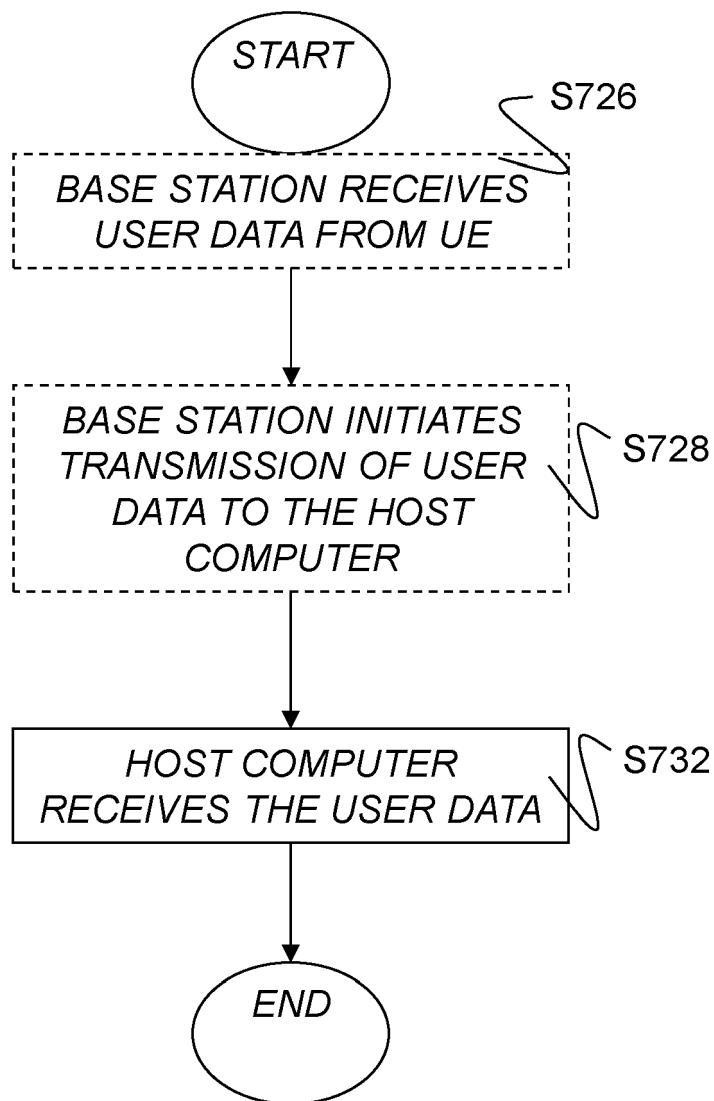 START
S726
BASE STATION RECEIVES
USER DATA FROM UE
BASE STATION INITIATES
TRANSMISSION OF USER
DATA TO THE HOST
COMPUTER
S728
HOST COMPUTER
RECEIVES THE USER DATA
S732
END